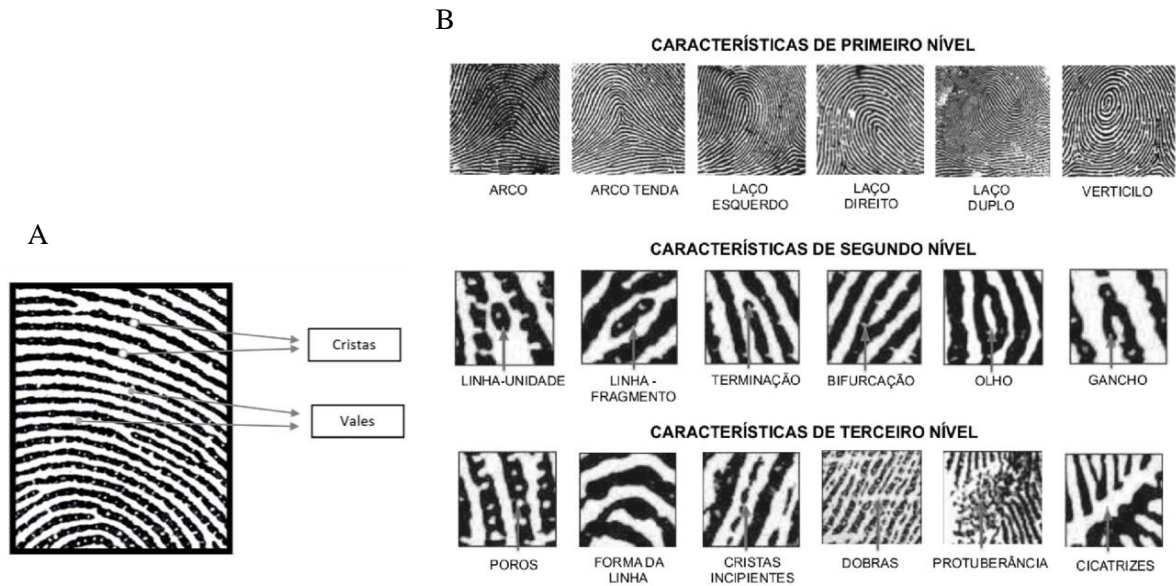 A
Cristas
Vales
B
CARACTERÍSTICAS DE PRIMEIRO NÍVEL
ARCO
ARCO TENDA
LAÇO
ESQUERDO
LAÇO
DIREITO
LAÇO
DUPLO
VERTICILO
CARACTERÍSTICAS DE SEGUNDO NÍVEL
LINHA-UNIDADE
LINHA -
FRAGMENTO
TERMINAÇÃO
BIFURCAÇÃO
OLHO
GANCHO
CARACTERÍSTICAS DE TERCEIRO NÍVEL
POROS
FORMA DA
LINHA
CRISTAS
INCIPIENTES
DOBRAS
PROTUBERÂNCIA
CICATRIZES